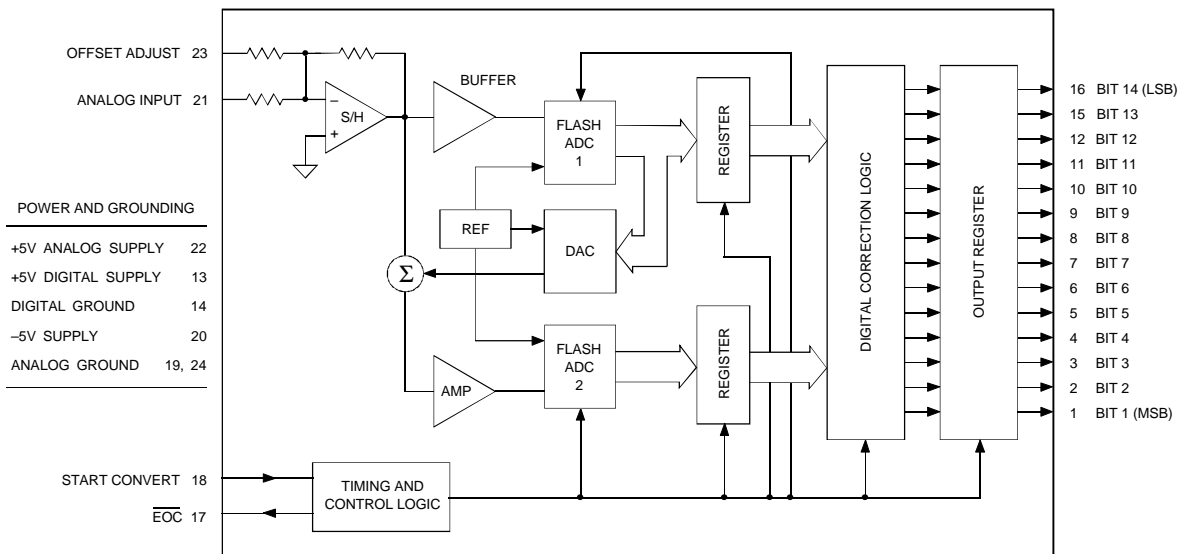 OFFSET ADJUST 23
ANALOG INPUT 21
S/H
–
+
BUFFER
FLASH
ADC
1
REGISTER
REF
DAC
Σ
POWER AND GROUNDING
+5V ANALOG SUPPLY 22
+5V DIGITAL SUPPLY 13
DIGITAL GROUND 14
–5V SUPPLY 20
ANALOG GROUND 19, 24
AMP
FLASH
ADC
2
REGISTER
DIGITAL CORRECTION LOGIC
OUTPUT REGISTER
16 BIT 14 (LSB)
15 BIT 13
12 BIT 12
11 BIT 11
10 BIT 10
9 BIT 9
8 BIT 8
7 BIT 7
6 BIT 6
5 BIT 5
4 BIT 4
3 BIT 3
2 BIT 2
1 BIT 1 (MSB)
START CONVERT 18
EOC 17
TIMING AND
CONTROL LOGIC